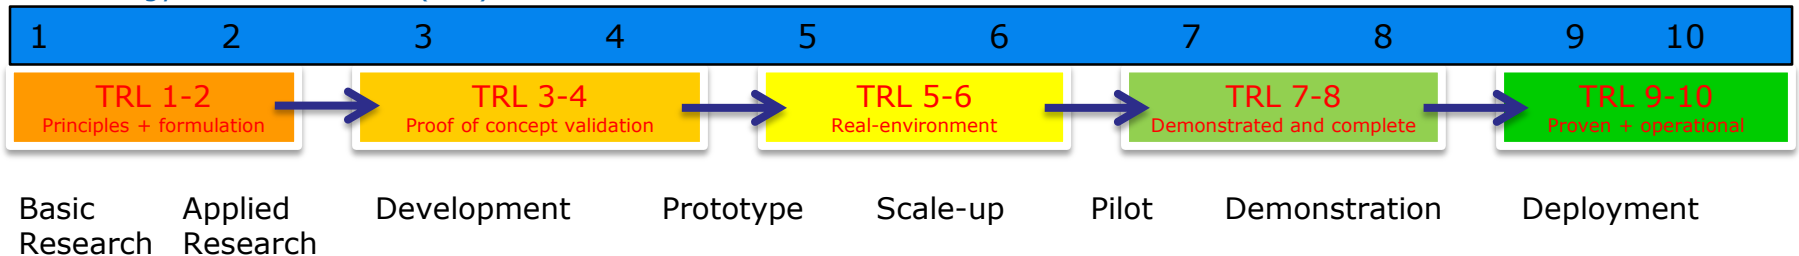 1 2 3 4 5 6 7 8 9 10
TRL 1-2 TRL 3-4 TRL 5-6 TRL 7-8 TRL 9-10
Principles + formulation Proof of concept validation Real-environment Demonstrated and complete Proven + operational
Basic Applied Development Prototype Scale-up Pilot Demonstration Deployment
Research Research